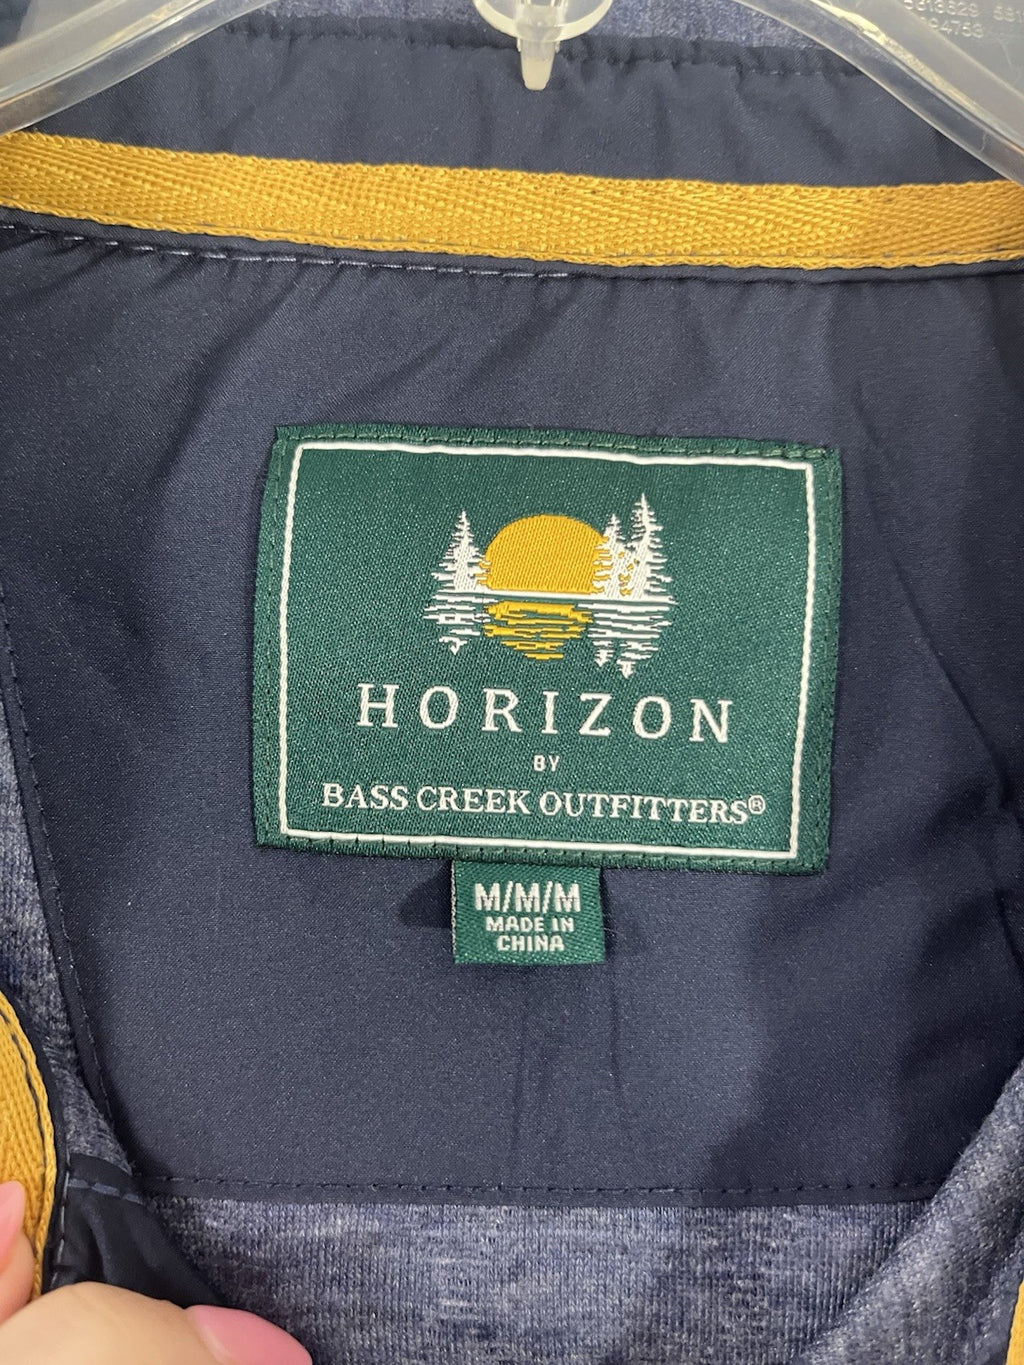 HORIZON
BY
BASS CREEK OUTFITTERS®
M/M/M
MADE IN
CHINA